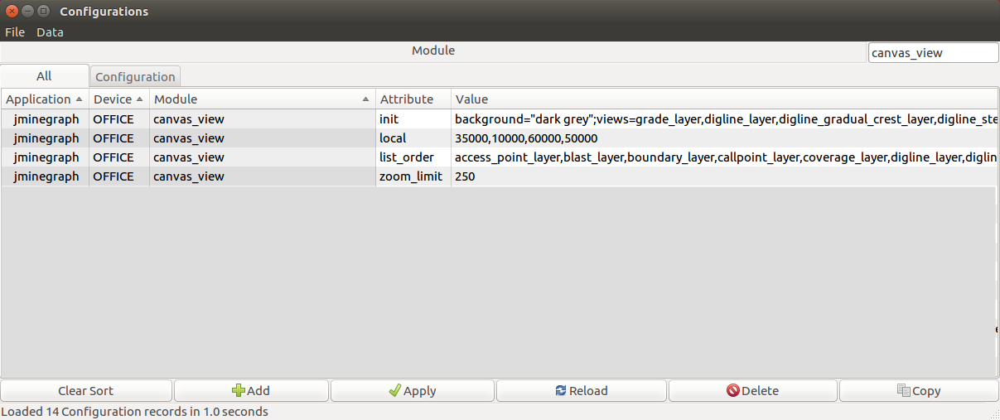 Configurations
File Data
Module canvas_view
All Configuration
Application Device Module Attribute Value
jminegraph OFFICE canvas_view init background="dark grey";views=grade_layer,digline_layer,digline_gradual_crest_layer,digline_ste
jminegraph OFFICE canvas_view local 35000,10000,60000,50000
jminegraph OFFICE canvas_view list_order access_point_layer,blast_layer,boundary_layer,callpoint_layer,coverage_layer,digline_layer,diglin
jminegraph OFFICE canvas_view zoom_limit 250
Clear Sort Add Apply Reload Delete Copy
Loaded 14 Configuration records in 1.0 seconds